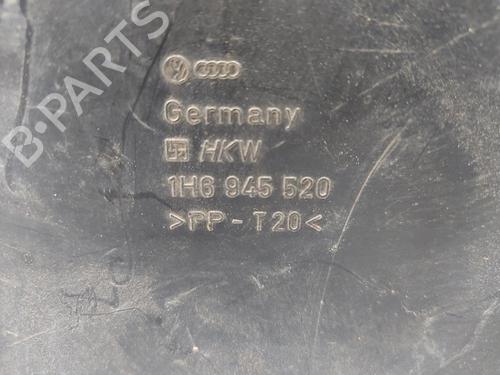 B-PARTS
Germany
HKW
1H6 945 520
>PP-T20<